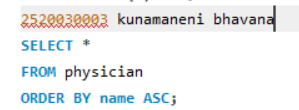 2520030003 kunamaneni bhavana
SELECT *
FROM physician
ORDER BY name ASC;